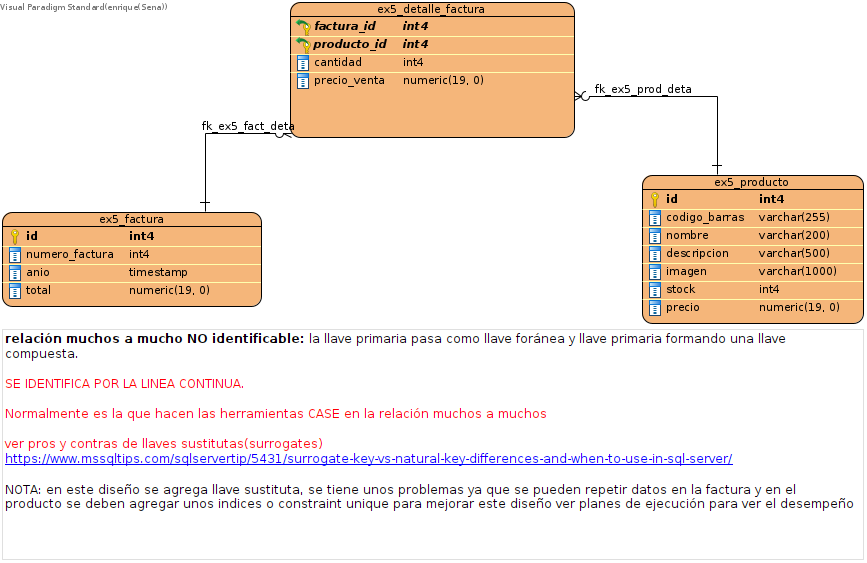 Visual Paradigm Standard(enrique(Sena))
ex5_detalle_factura
factura_id int4
producto_id int4
cantidad int4
precio_venta numeric(19, 0)
fk_ex5_prod_deta
fk_ex5_fact_deta
ex5_producto
id int4
codigo_barras varchar(255)
nombre varchar(200)
descripcion varchar(500)
imagen varchar(1000)
stock int4
precio numeric(19, 0)
ex5_factura
id int4
numero_factura int4
anio timestamp
total numeric(19, 0)
relación muchos a mucho NO identificable: la llave primaria pasa como llave foránea y llave primaria formando una llave
compuesta.
SE IDENTIFICA POR LA LINEA CONTINUA.
Normalmente es la que hacen las herramientas CASE en la relación muchos a muchos
ver pros y contras de llaves sustitutas(surrogates)
https://www.mssqltips.com/sqlservertip/5431/surrogate-key-vs-natural-key-differences-and-when-to-use-in-sql-server/
NOTA: en este diseño se agrega llave sustituta, se tiene unos problemas ya que se pueden repetir datos en la factura y en el
producto se deben agregar unos indices o constraint unique para mejorar este diseño ver planes de ejecución para ver el desempeño